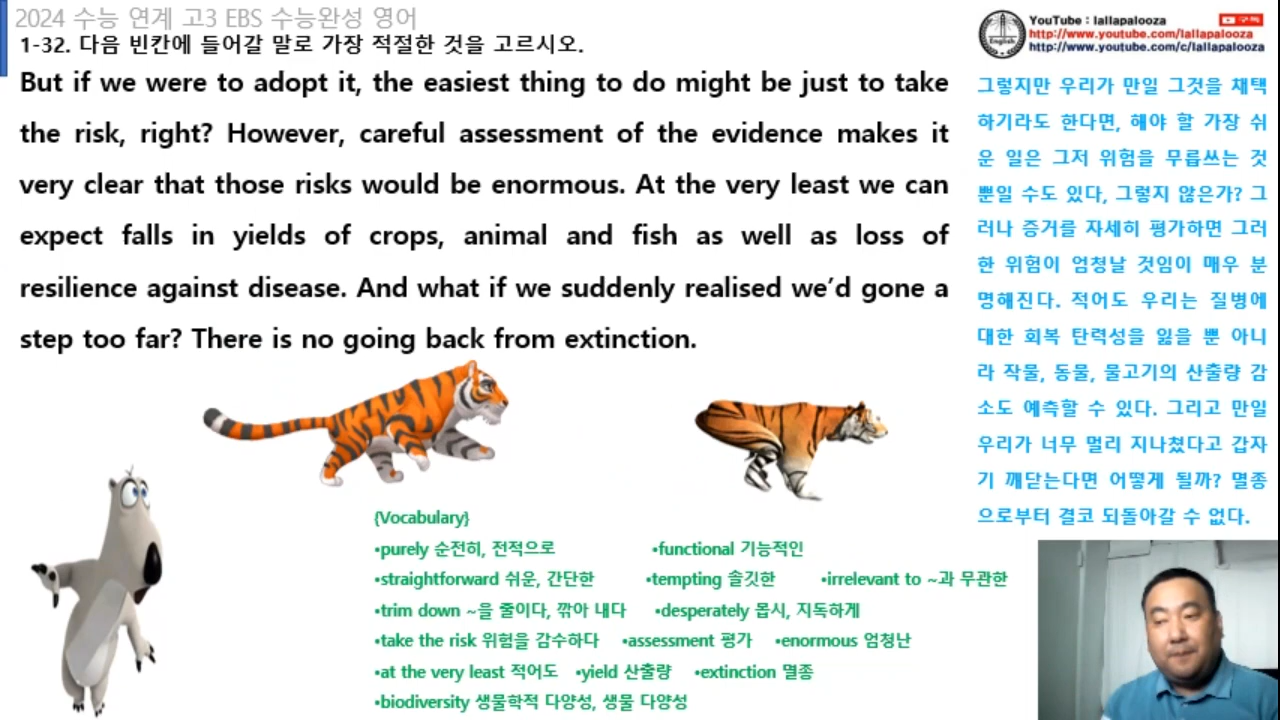 2024 수능 연계 고3 EBS 수능완성 영어
1-32. 다음 빈칸에 들어갈 말로 가장 적절한 것을 고르시오.
But if we were to adopt it, the easiest thing to do might be just to take
the risk, right? However, careful assessment of the evidence makes it
very clear that those risks would be enormous. At the very least we can
expect falls in yields of crops, animal and fish as well as loss of
resilience against disease. And what if we suddenly realised we'd gone a
step too far? There is no going back from extinction.
YouTube : lallapalooza
구독
http://www.youtube.com/lallapalooza
http://www.youtube.com/c/lallapalooza
English
그렇지만 우리가 만일 그것을 채택
하기라도 한다면, 해야 할 가장 쉬
운 일은 그저 위험을 무릅쓰는 것
뿐일 수도 있다, 그렇지 않은가? 그
러나 증거를 자세히 평가하면 그러
한 위험이 엄청날 것임이 매우 분
명해진다. 적어도 우리는 질병에
대한 회복 탄력성을 잃을 뿐 아니
라 작물, 동물, 물고기의 산출량 감
소도 예측할 수 있다. 그리고 만일
우리가 너무 멀리 지나쳤다고 갑자
기 깨닫는다면 어떻게 될까? 멸종
으로부터 결코 되돌아갈 수 없다.
{Vocabulary}
•purely 순전히, 전적으로 •functional 기능적인
•straightforward 쉬운, 간단한 •tempting 솔깃한 •irrelevant to ~과 무관한
•trim down ~을 줄이다, 깎아 내다 •desperately 몹시, 지독하게
•take the risk 위험을 감수하다 •assessment 평가 •enormous 엄청난
•at the very least 적어도 •yield 산출량 •extinction 멸종
•biodiversity 생물학적 다양성, 생물 다양성